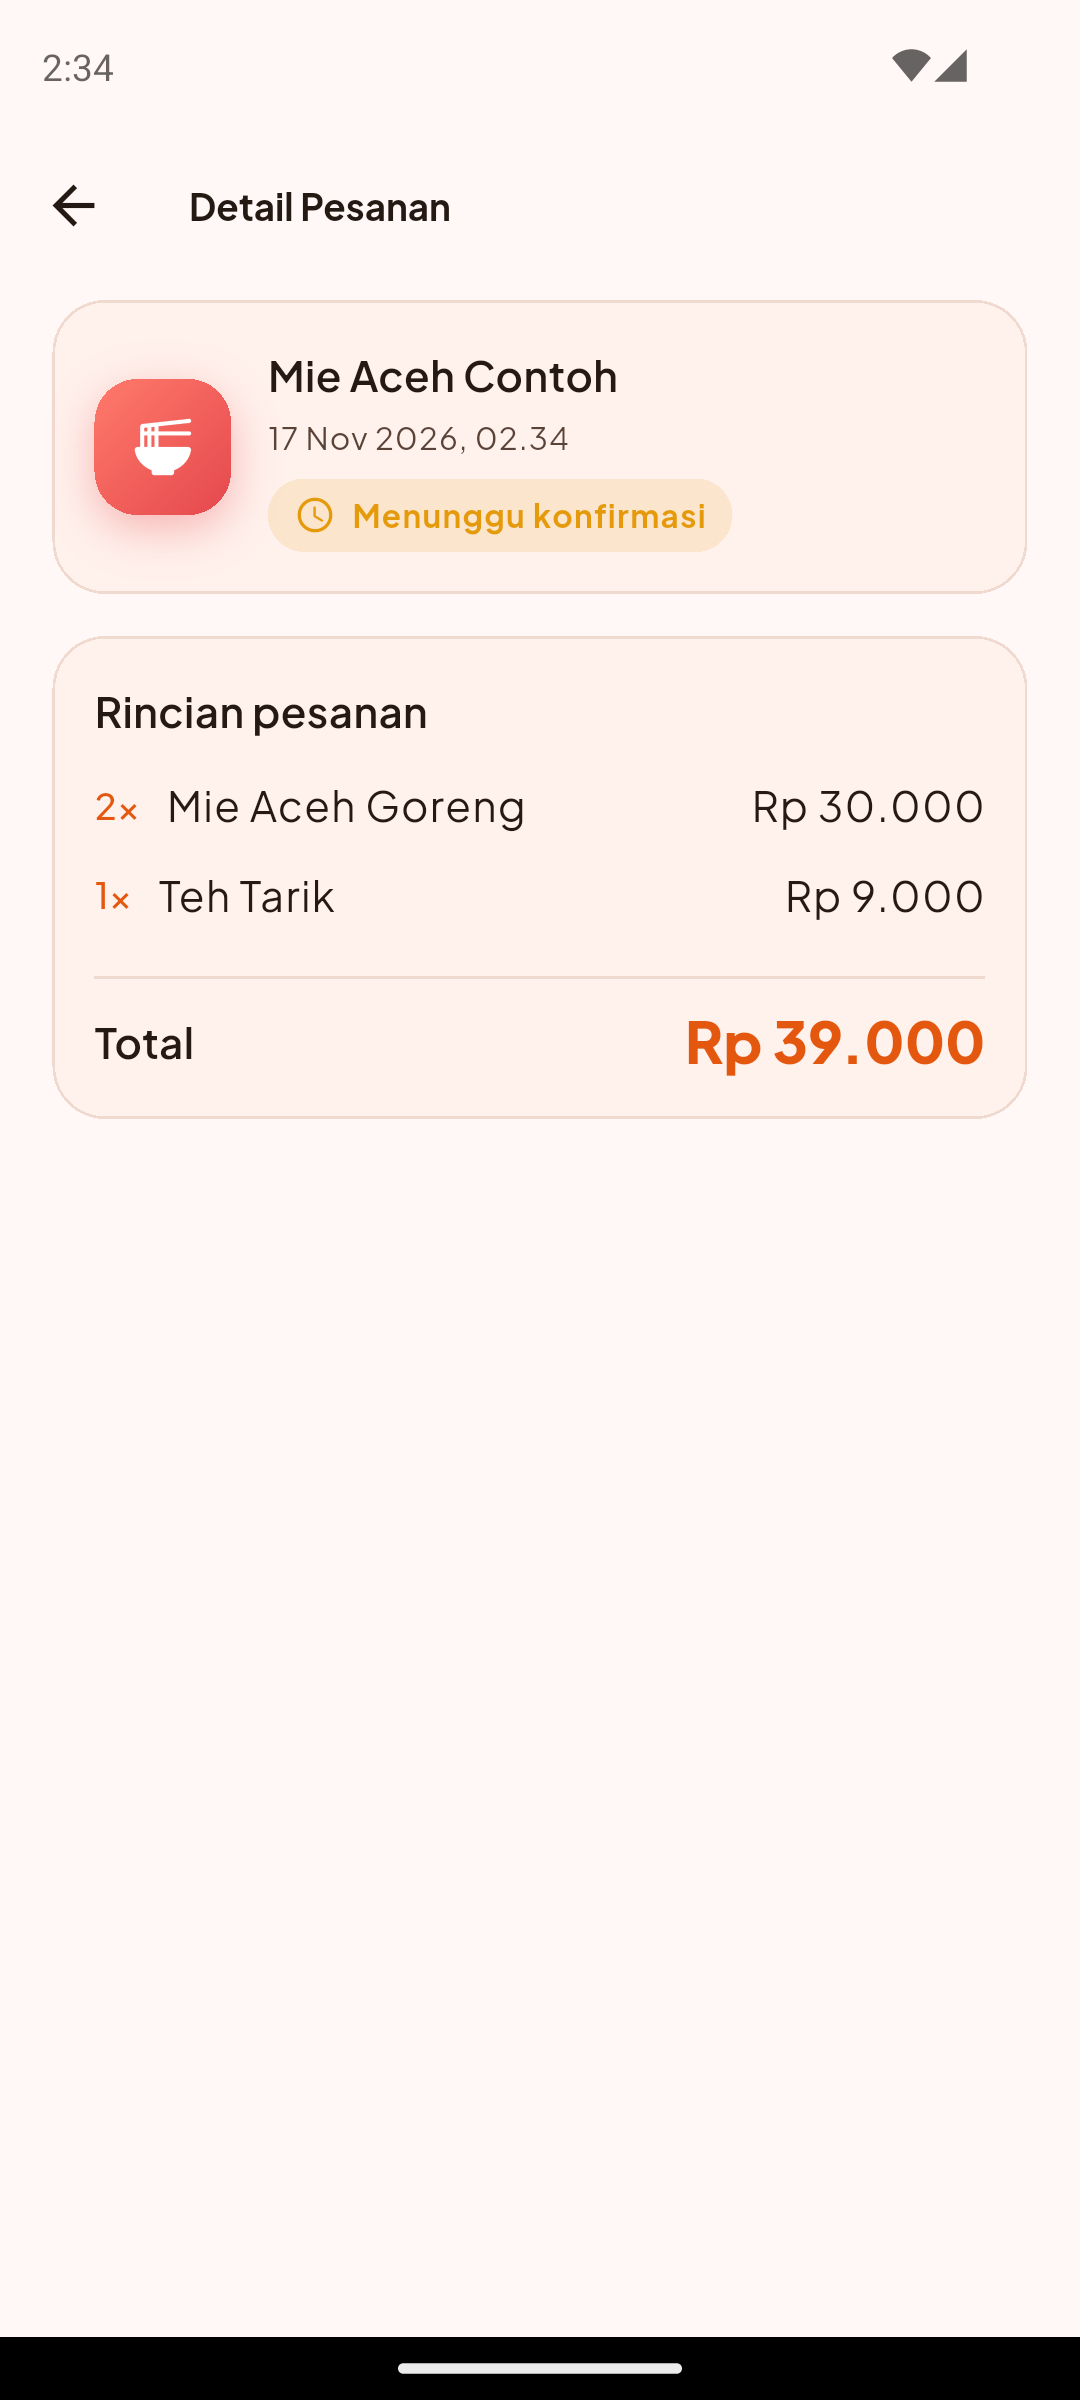 2:34
Detail Pesanan
Mie Aceh Contoh
17 Nov 2026, 02.34
Menunggu konfirmasi
Rincian pesanan
2× Mie Aceh Goreng Rp 30.000
1× Teh Tarik Rp 9.000
Total Rp 39.000